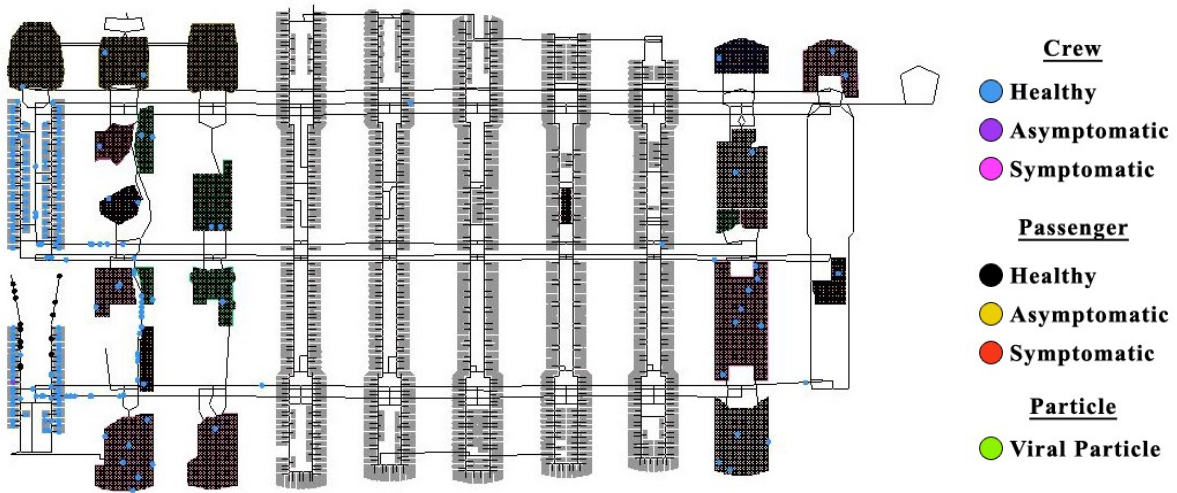 Crew
Healthy
Asymptomatic
Symptomatic
Passenger
Healthy
Asymptomatic
Symptomatic
Particle
Viral Particle